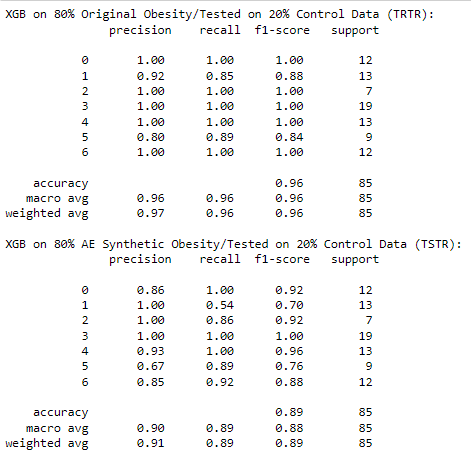 XGB on 80% Original Obesity/Tested on 20% Control Data (TRTR):
precision recall f1-score support
0 1.00 1.00 1.00 12
1 0.92 0.85 0.88 13
2 1.00 1.00 1.00 7
3 1.00 1.00 1.00 19
4 1.00 1.00 1.00 13
5 0.80 0.89 0.84 9
6 1.00 1.00 1.00 12
accuracy 0.96 85
macro avg 0.96 0.96 0.96 85
weighted avg 0.97 0.96 0.96 85
XGB on 80% AE Synthetic Obesity/Tested on 20% Control Data (TSTR):
precision recall f1-score support
0 0.86 1.00 0.92 12
1 1.00 0.54 0.70 13
2 1.00 0.86 0.92 7
3 1.00 1.00 1.00 19
4 0.93 1.00 0.96 13
5 0.67 0.89 0.76 9
6 0.85 0.92 0.88 12
accuracy 0.89 85
macro avg 0.90 0.89 0.88 85
weighted avg 0.91 0.89 0.89 85